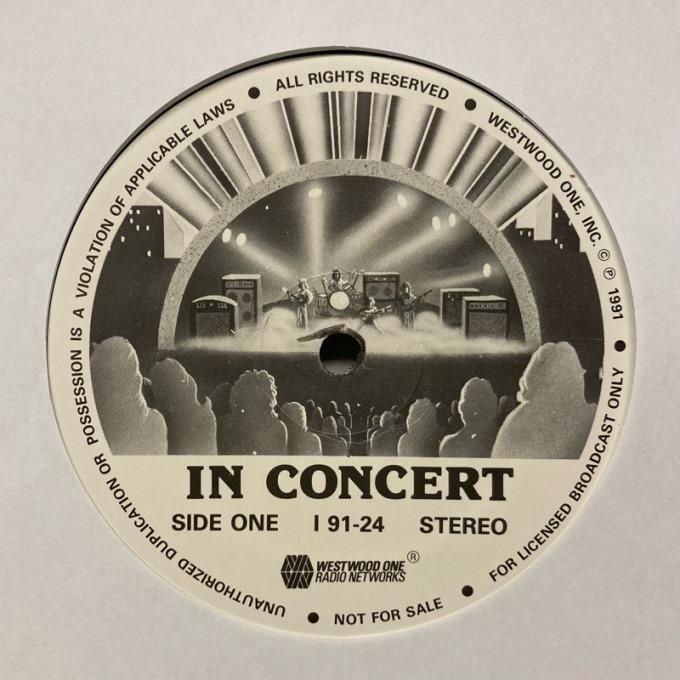 UNAUTHORIZED DUPLICATION OR POSSESSION IS A VIOLATION OF APPLICABLE LAWS • ALL RIGHTS RESERVED • WESTWOOD ONE, INC. © ℗ 1991 •
IN CONCERT
SIDE ONE I 91-24 STEREO
WESTWOOD ONE ®
RADIO NETWORKS
FOR LICENSED BROADCAST ONLY •
NOT FOR SALE •